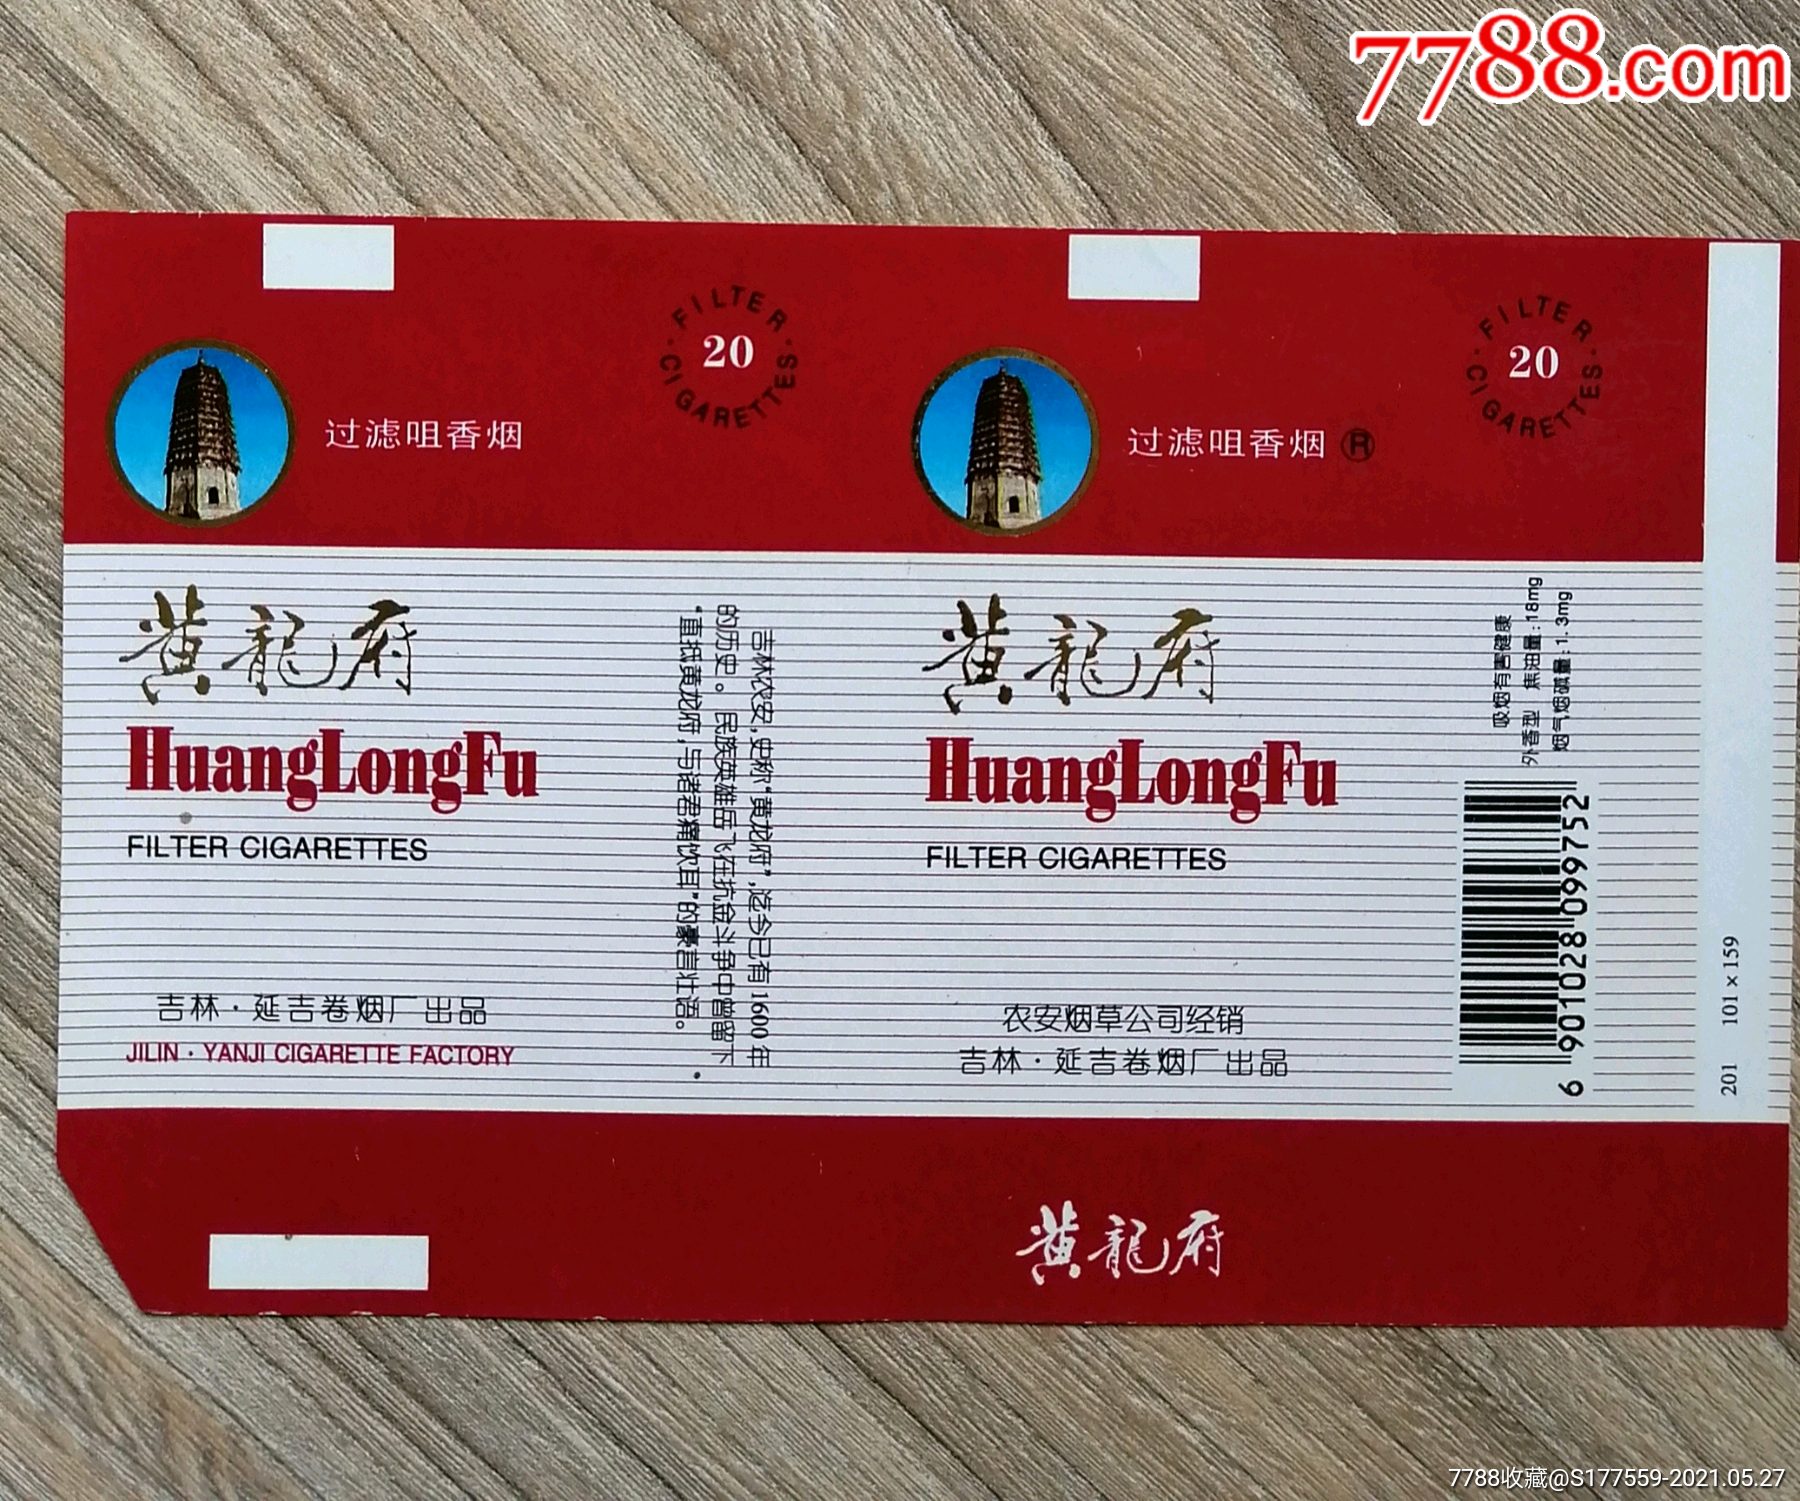 7788.com
· FILTER ·
20
CIGARETTES
过滤咀香烟
黄龍府
HuangLongFu
FILTER CIGARETTES
吉林·延吉卷烟厂出品
JILIN · YANJI CIGARETTE FACTORY
吉林农安,史称“黄龙府”,迄今已有1600年
的历史。民族英雄岳飞在抗金斗争中曾留下
“直抵黄龙府,与诸君痛饮耳”的豪言壮语。
· FILTER ·
20
CIGARETTES
过滤咀香烟 ®
黄龍府
HuangLongFu
FILTER CIGARETTES
农安烟草公司经销
吉林·延吉卷烟厂出品
吸烟有害健康
外香型 焦油量:18mg
烟气烟碱量:1.3mg
6 901028 099752
201 101×159
黄龍府
7788收藏@S177559-2021.05.27